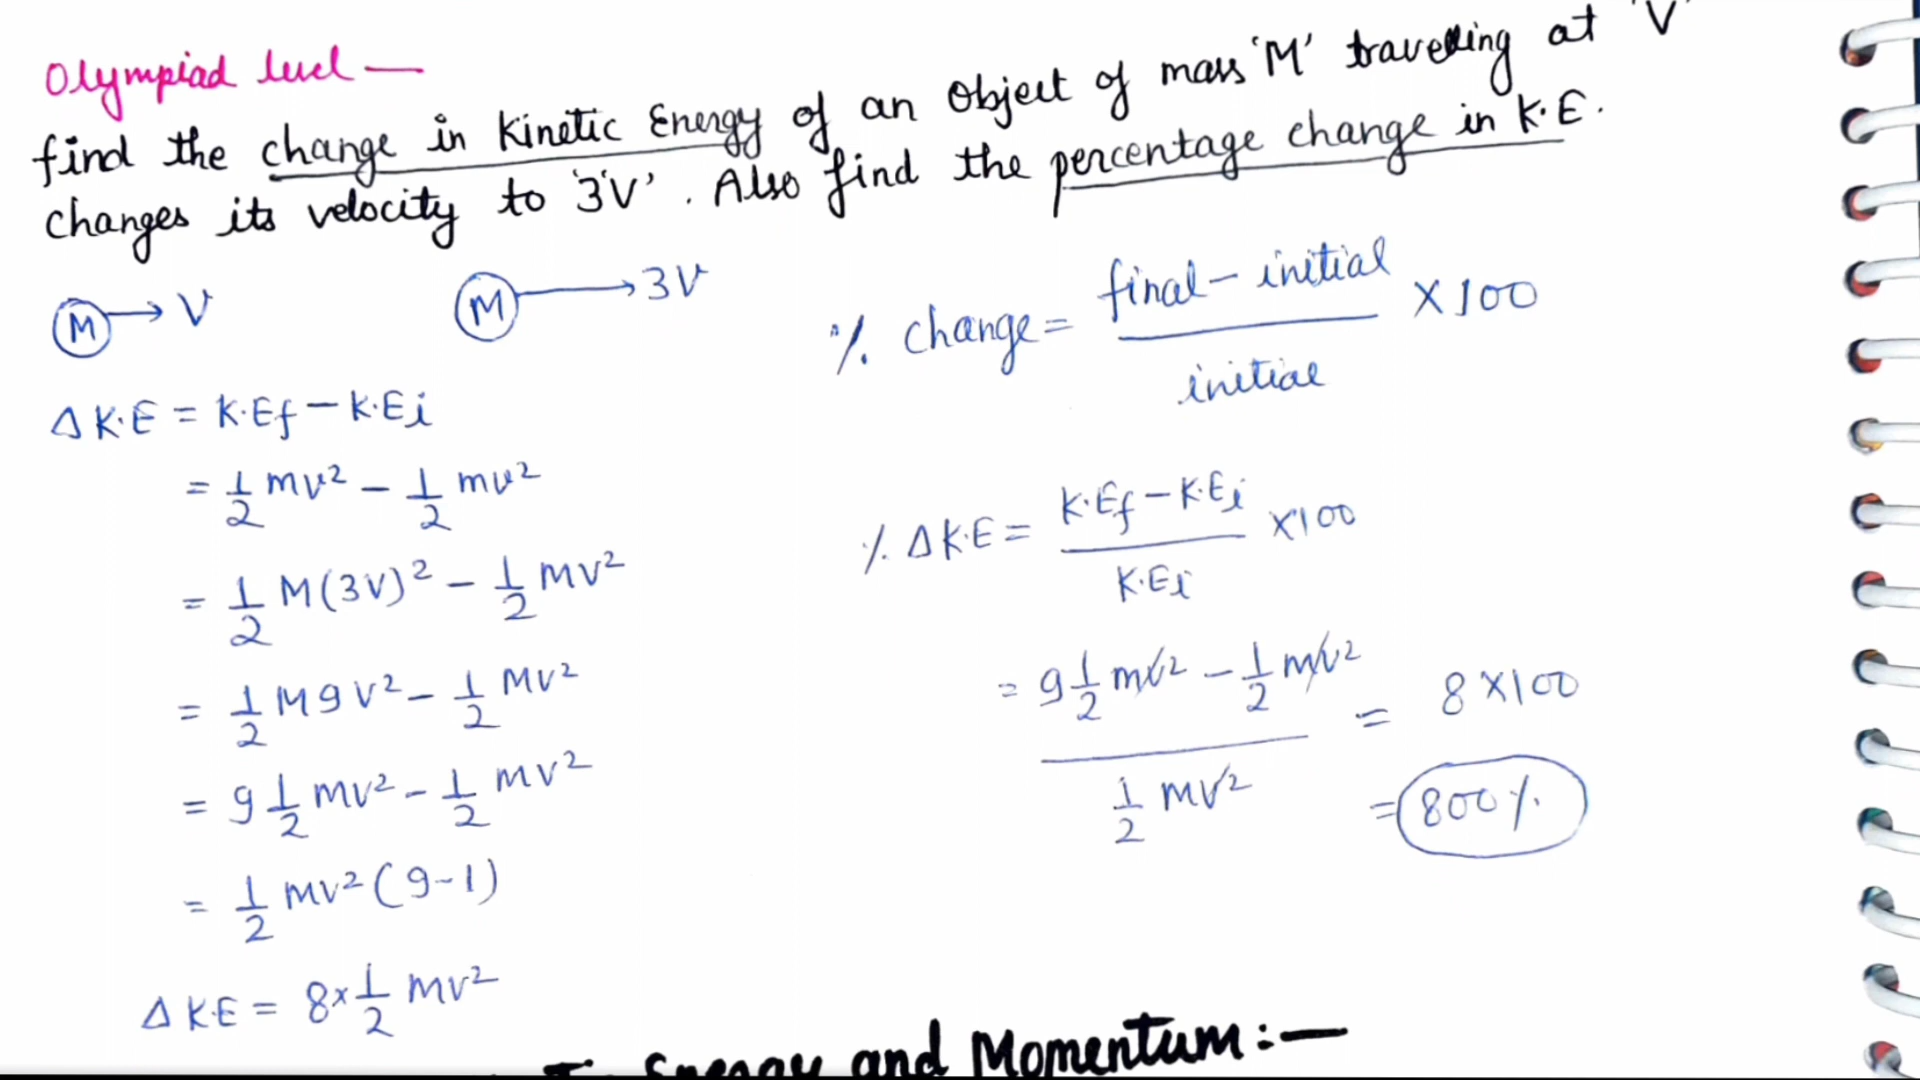 Olympiad level —
find the change in Kinetic Energy of an object of mass 'M' traveling at 'V'
changes its velocity to '3V'. Also find the percentage change in K.E.
M → V
M → 3V
ΔK.E = K.Ef − K.Ei
= 1/2 mv² − 1/2 mu²
= 1/2 M(3V)² − 1/2 MV²
= 1/2 M9V² − 1/2 MV²
= 9 1/2 mv² − 1/2 mv²
= 1/2 mv² (9−1)
ΔK.E = 8 × 1/2 mv²
% change = final − initial / initial × 100
% ΔK.E = K.Ef − K.Ei / K.Ei × 100
= 9 1/2 mv² − 1/2 mv² / 1/2 mv² = 8 × 100
= 800 %
Energy and Momentum :—